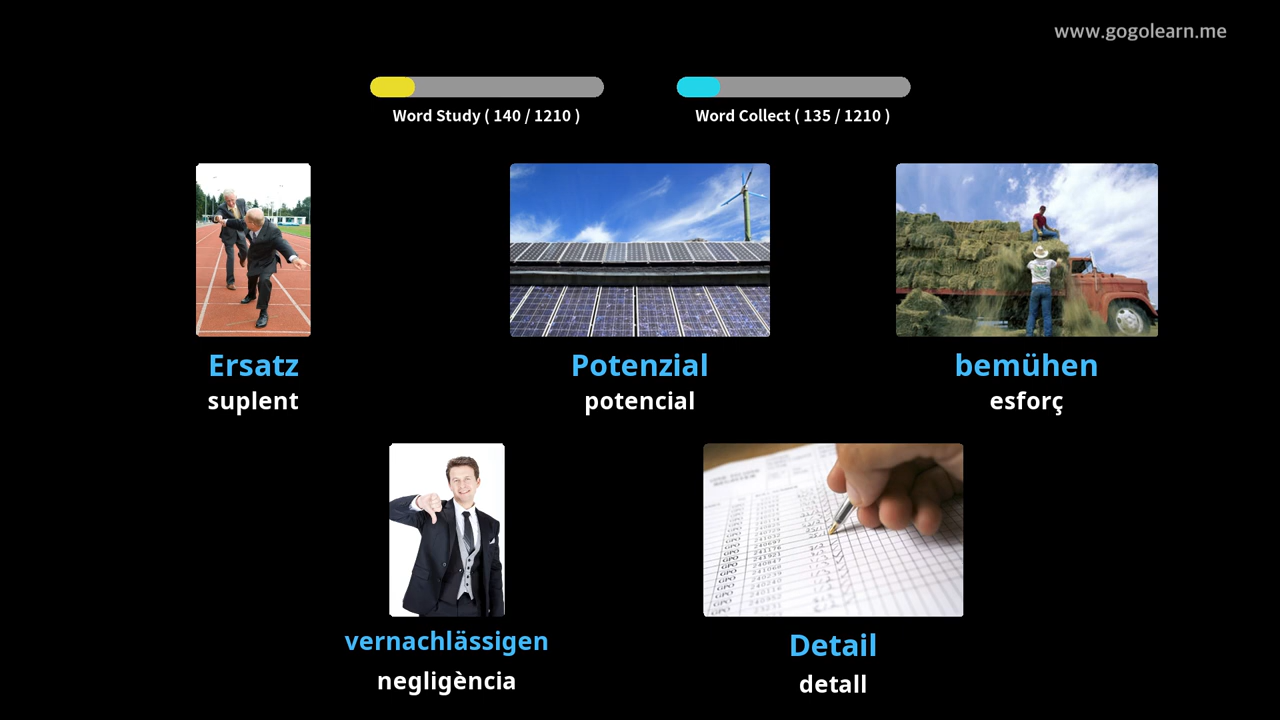 www.gogolearn.me
Word Study ( 140 / 1210 )
Word Collect ( 135 / 1210 )
Ersatz
suplent
Potenzial
potencial
bemühen
esforç
vernachlässigen
negligència
Detail
detall